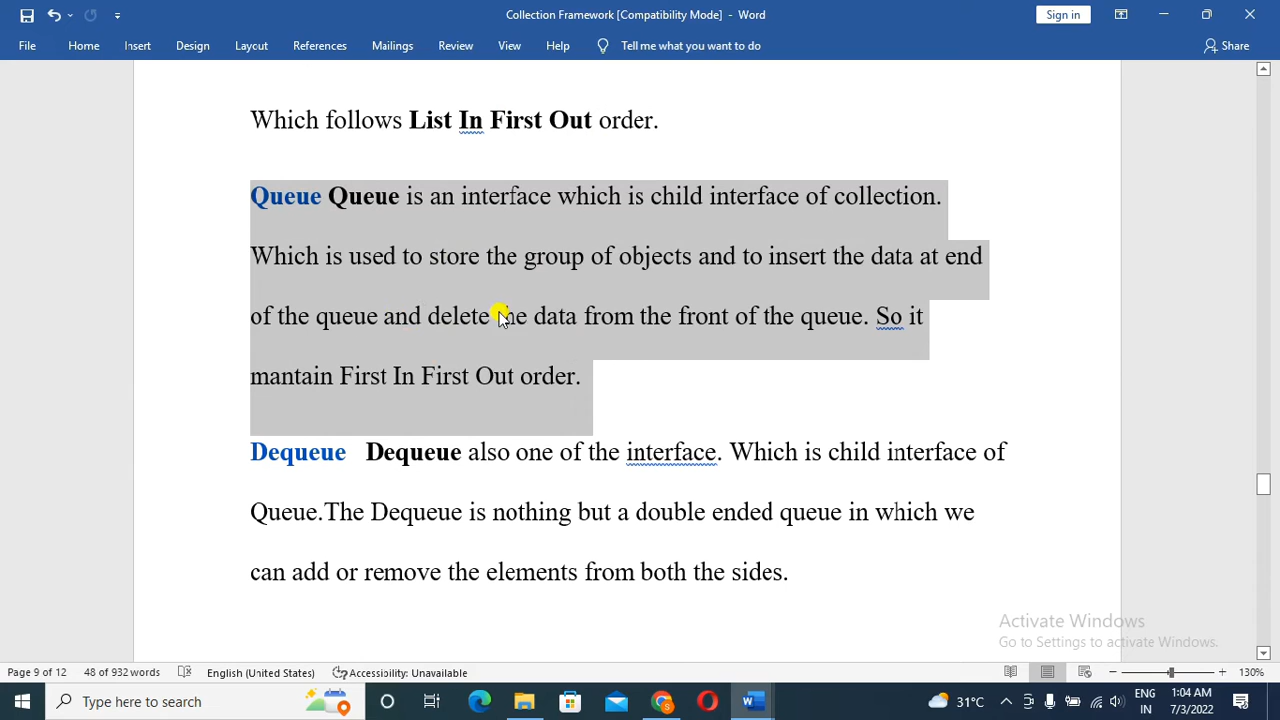 Collection Framework [Compatibility Mode] - Word
Sign in
File Home Insert Design Layout References Mailings Review View Help Tell me what you want to do Share
Which follows List In First Out order.
Queue Queue is an interface which is child interface of collection.
Which is used to store the group of objects and to insert the data at end
of the queue and delete the data from the front of the queue. So it
mantain First In First Out order.
Dequeue Dequeue also one of the interface. Which is child interface of
Queue.The Dequeue is nothing but a double ended queue in which we
can add or remove the elements from both the sides.
Activate Windows
Go to Settings to activate Windows.
Page 9 of 12 48 of 932 words English (United States) Accessibility: Unavailable 130%
Type here to search 31°C ENG 1:04 AM
IN 7/3/2022